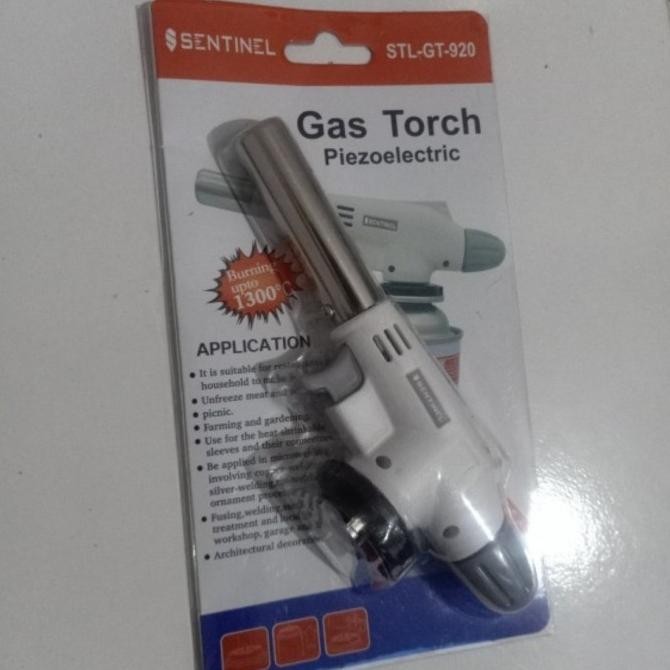 SENTINEL
STL-GT-920
Gas Torch
Piezoelectric
SENTINEL
Burning
upto
1300°C
APPLICATION
• It is suitable for
household to
• Unfreeze meat and
• picnic.
• Farming and gardening
• Use for the heat-shrinkable
sleeves and their connectors
• Be applied in
involving
silver-welding,
ornament
• Fusing, welding
treatment and
workshop, garage
• Architectural
SENTINEL